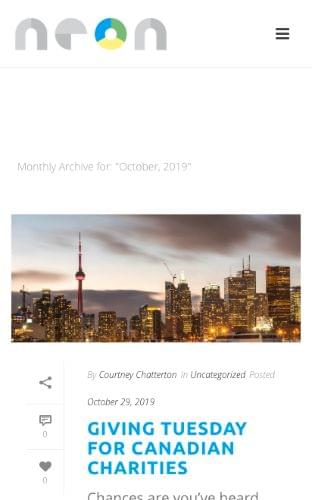 neon
Monthly Archive for: "October, 2019"
By Courtney Chatterton In Uncategorized Posted
October 29, 2019
0
0
GIVING TUESDAY
FOR CANADIAN
CHARITIES
Chances are you've heard